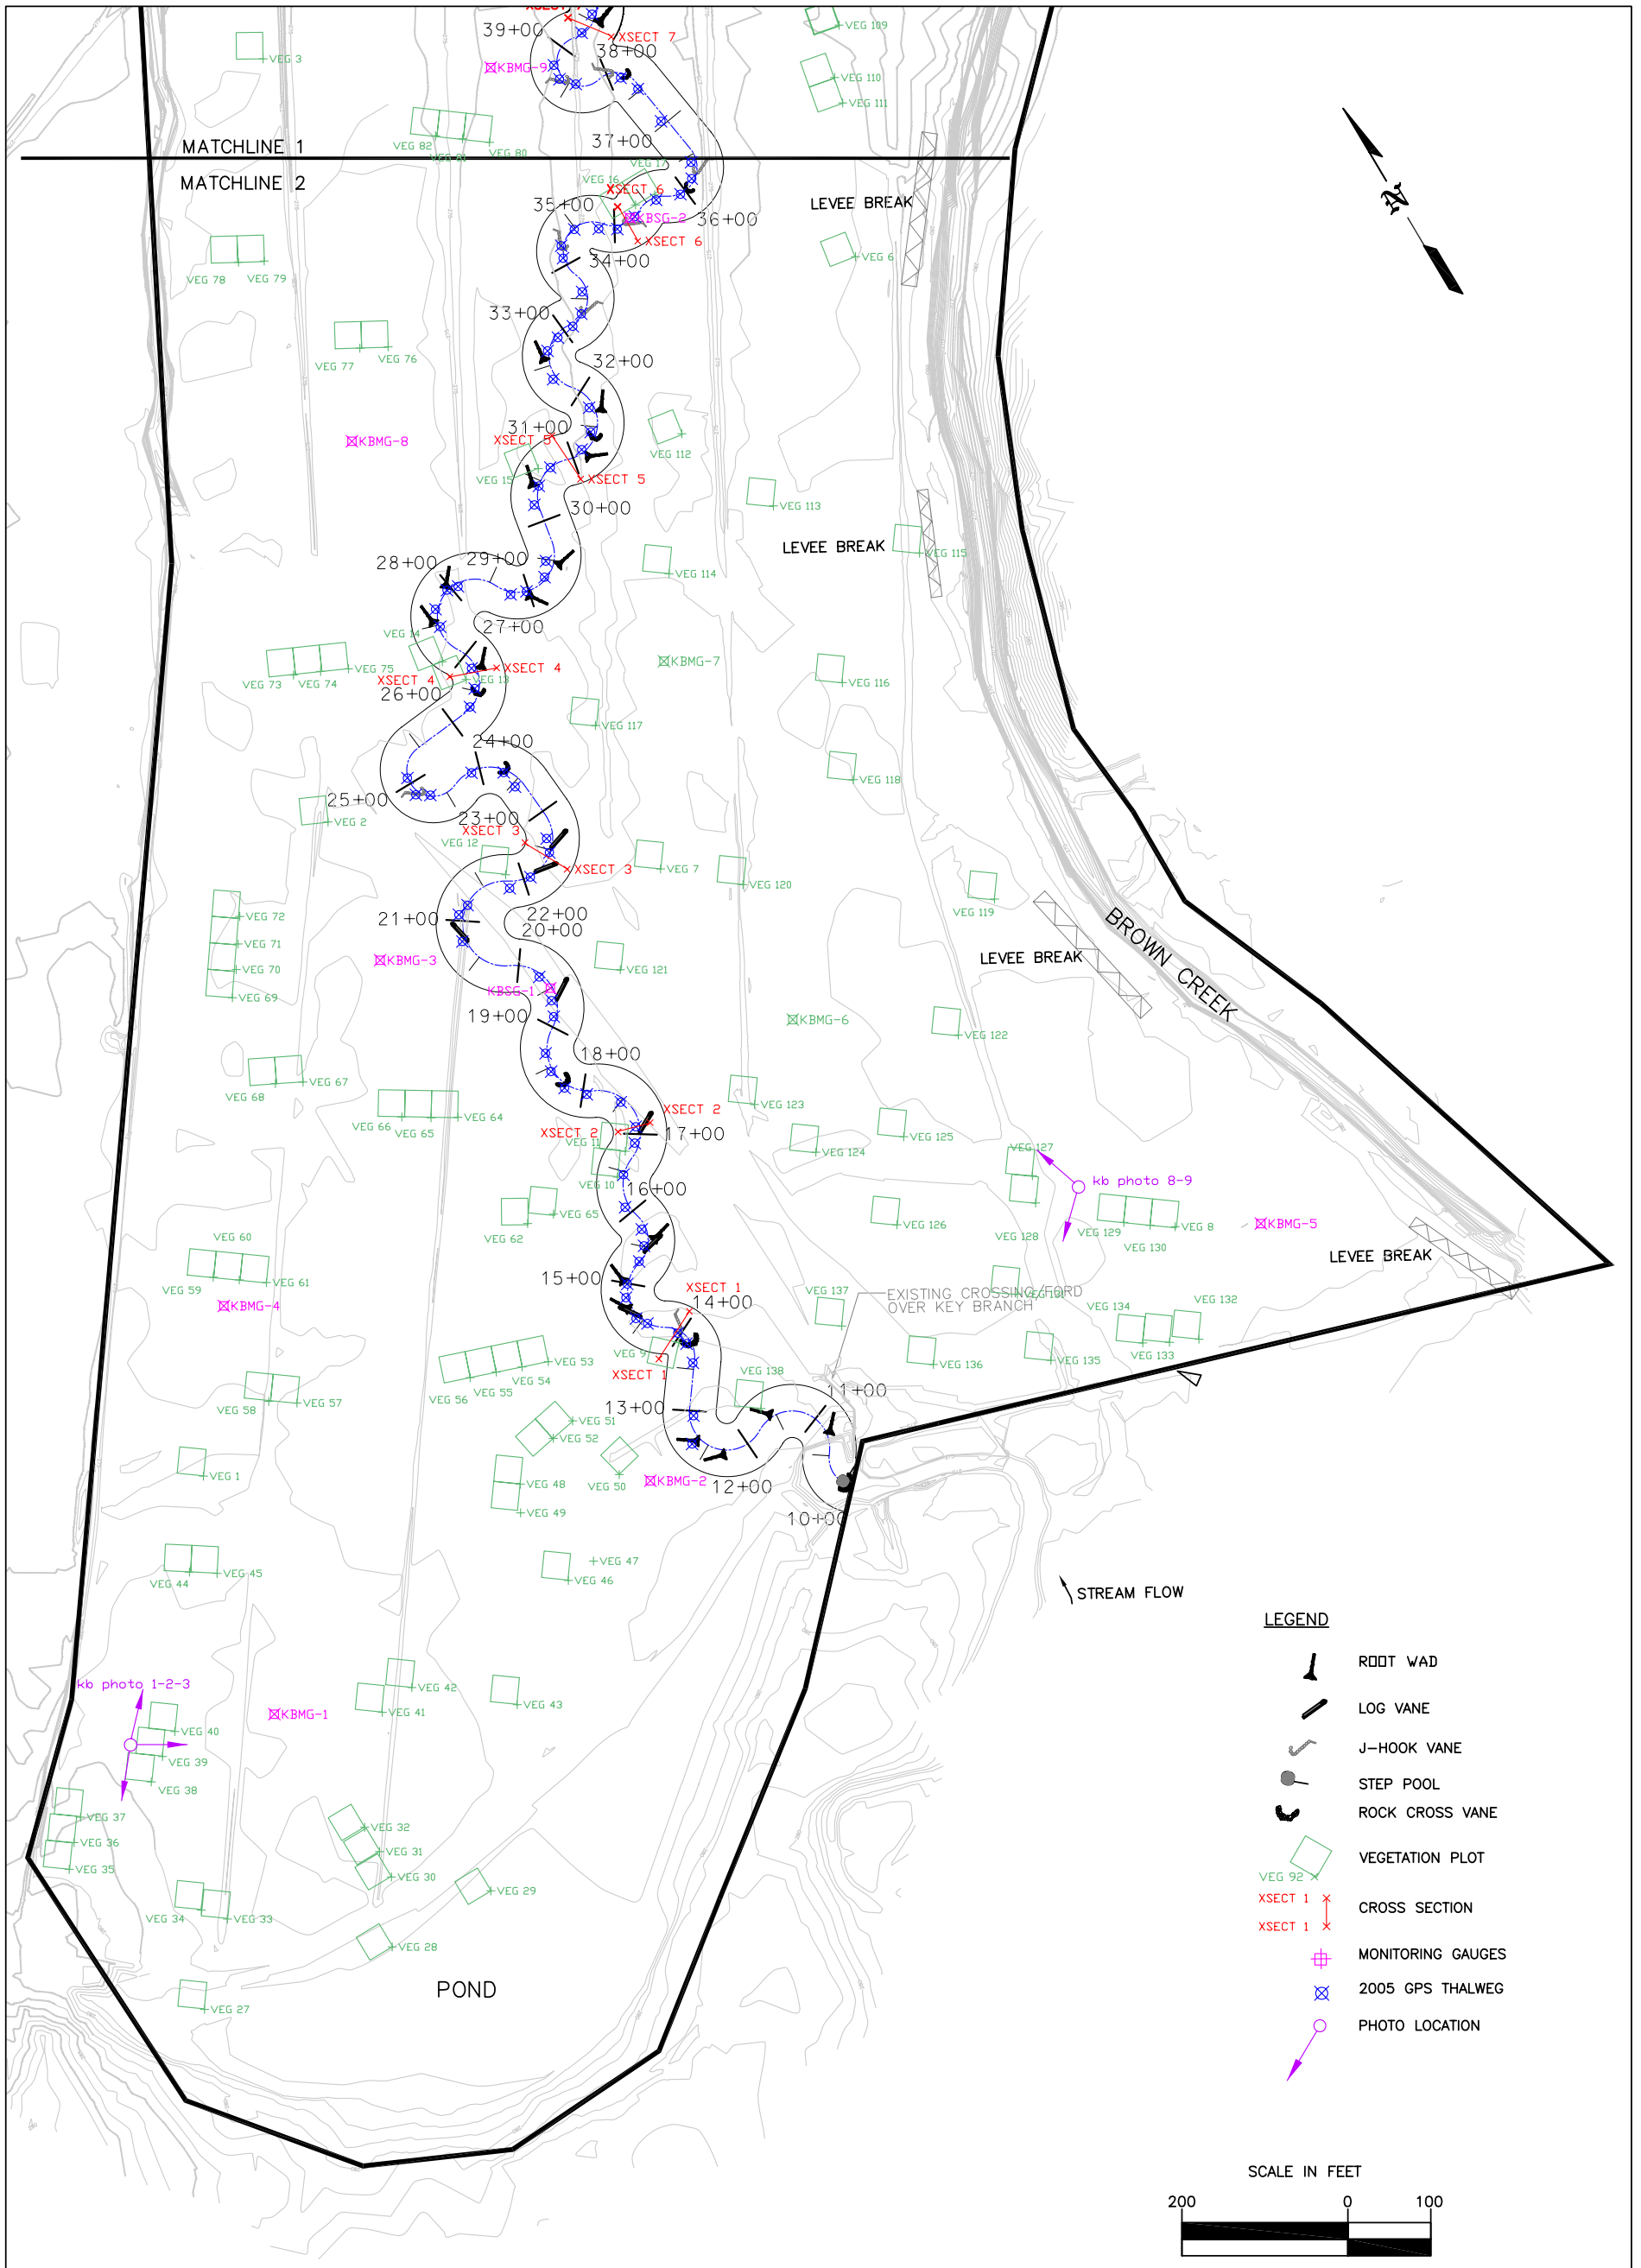 XSECT 7
39+00
VEG 109
XSECT 7
38+00
VEG 3
KBMG-9
VEG 110
VEG 111
37+00
MATCHLINE 1
VEG 82
VEG 81
VEG 80
VEG 17
MATCHLINE 2
VEG 16
XSECT 6
35+00
LEVEE BREAK
KBSG-2
36+00
XSECT 6
N
VEG 6
34+00
VEG 78
VEG 79
33+00
VEG 77
VEG 76
32+00
31+00
XSECT 5
KBMG-8
VEG 112
VEG 15
XSECT 5
VEG 113
30+00
LEVEE BREAK
VEG 115
28+00
29+00
VEG 114
27+00
VEG 14
KBMG-7
XSECT 4
VEG 75
VEG 73
VEG 74
XSECT 4
VEG 13
26+00
VEG 116
VEG 117
24+00
VEG 118
25+00
VEG 2
23+00
XSECT 3
VEG 12
XSECT 3
VEG 7
VEG 120
VEG 119
VEG 72
21+00
22+00
20+00
BROWN CREEK
VEG 71
LEVEE BREAK
KBMG-3
VEG 70
VEG 121
KBSG-1
VEG 69
19+00
KBMG-6
VEG 122
18+00
VEG 67
VEG 68
VEG 123
XSECT 2
VEG 64
VEG 66
VEG 65
XSECT 2
17+00
VEG 11
VEG 125
VEG 124
VEG 127
VEG 10
kb photo 8-9
16+00
VEG 65
VEG 62
VEG 126
VEG 128
VEG 129
VEG 8
VEG 130
KBMG-5
VEG 60
VEG 59
VEG 61
15+00
LEVEE BREAK
XSECT 1
VEG 137
EXISTING CROSSING/FORD
OVER KEY BRANCH
KBMG-4
14+00
VEG 134
VEG 132
VEG 133
VEG 9
VEG 53
VEG 136
VEG 135
VEG 56
VEG 55
VEG 54
XSECT 1
VEG 138
11+00
VEG 58
VEG 57
13+00
VEG 51
VEG 52
VEG 1
VEG 48
VEG 50
KBMG-2
12+00
VEG 49
10+00
VEG 47
VEG 44
VEG 45
VEG 46
STREAM FLOW
LEGEND
ROOT WAD
kb photo 1-2-3
VEG 42
VEG 43
LOG VANE
VEG 41
KBMG-1
VEG 40
J-HOOK VANE
VEG 39
STEP POOL
VEG 38
ROCK CROSS VANE
VEG 37
VEG 32
VEG 36
VEG 31
VEGETATION PLOT
VEG 35
VEG 30
VEG 92
VEG 29
XSECT 1
CROSS SECTION
XSECT 1
VEG 34
VEG 33
VEG 28
MONITORING GAUGES
POND
2005 GPS THALWEG
VEG 27
PHOTO LOCATION
SCALE IN FEET
200
0
100